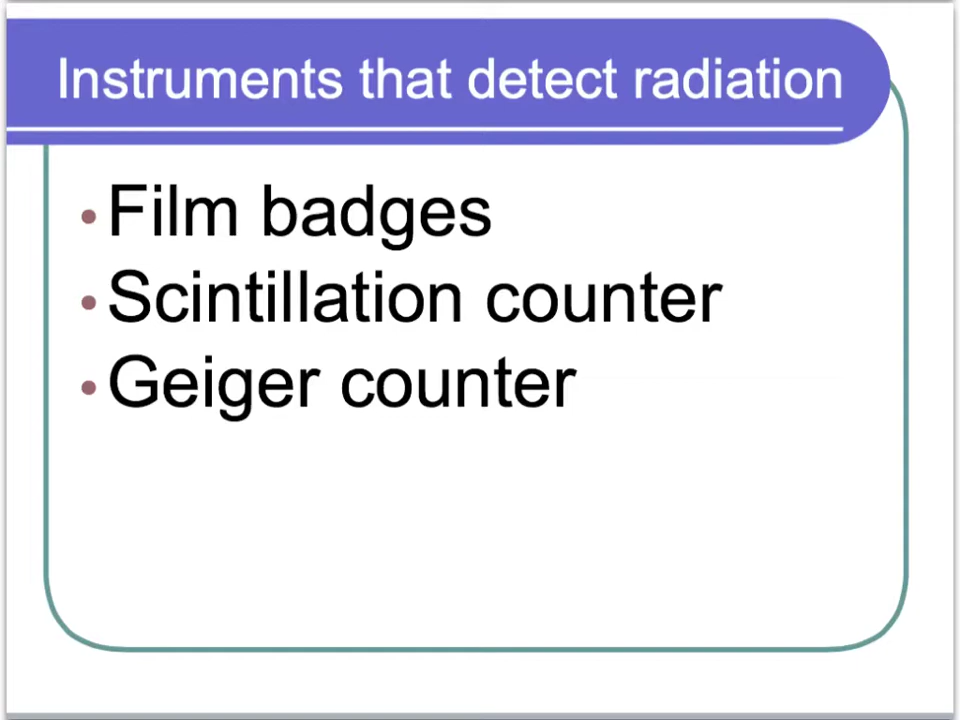 Instruments that detect radiation
• Film badges
• Scintillation counter
• Geiger counter